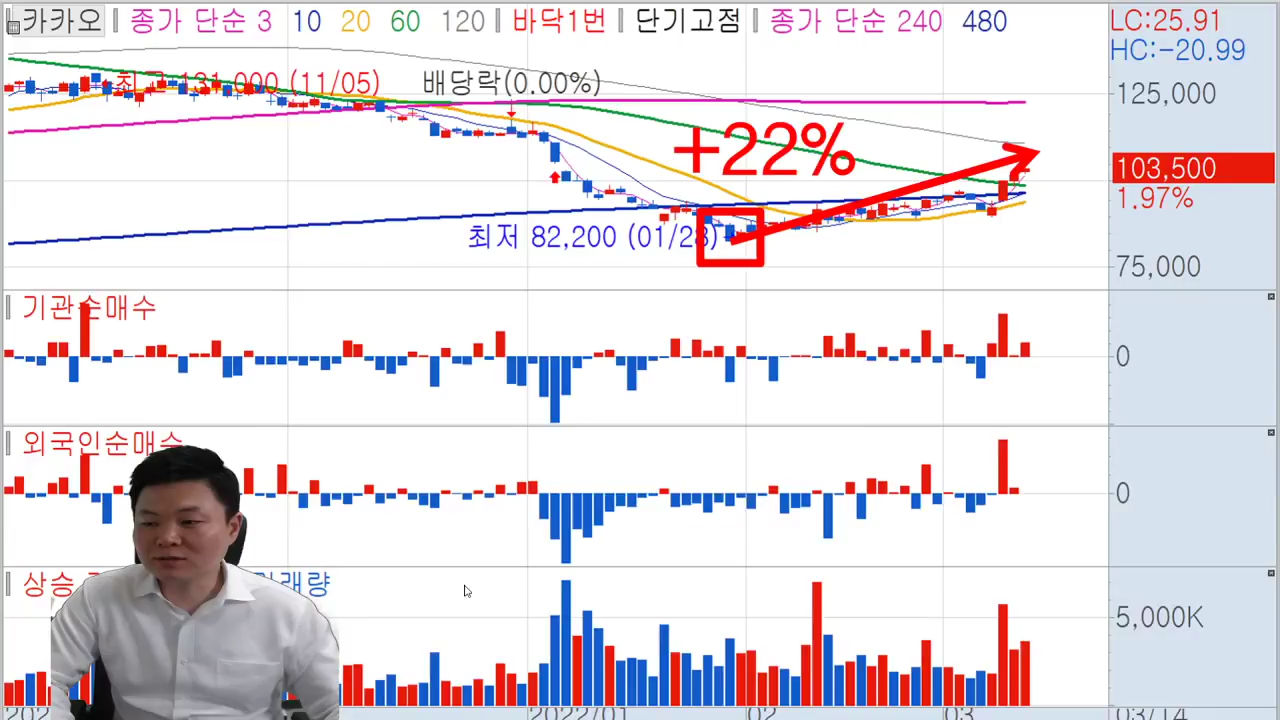 카카오 종가 단순 3 10 20 60 120 바닥1번 단기고점 종가 단순 240 480
LC:25.91
HC:-20.99
최고 131,000 (11/05)
배당락(0.00%)
125,000
+22%
103,500
1.97%
최저 82,200 (01/28)
75,000
기관순매수
0
외국인순매수
0
상승
거래량
5,000K
202
2022/01 02 03 03/14